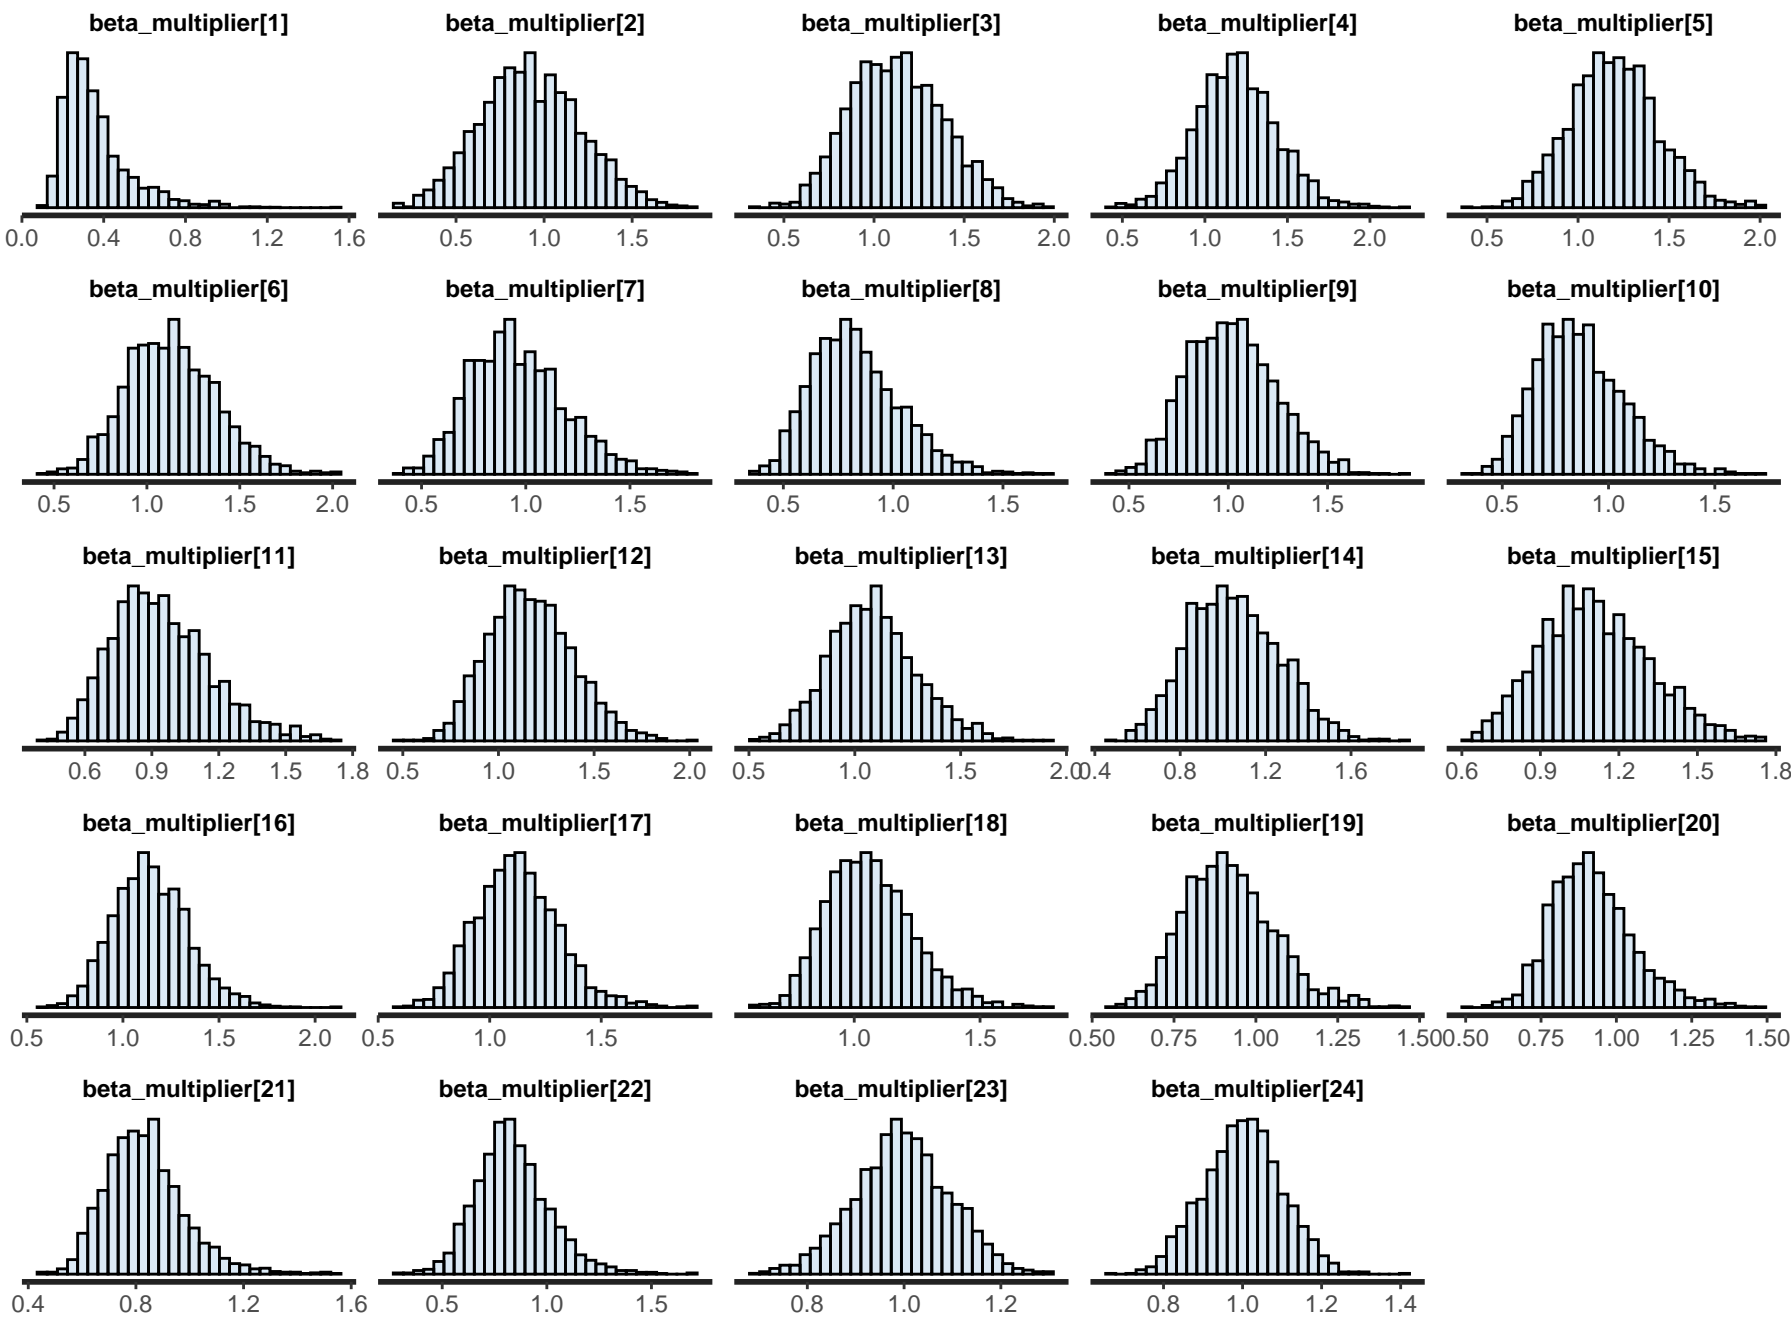 beta_multiplier[1] beta_multiplier[2] beta_multiplier[3] beta_multiplier[4] beta_multiplier[5]
0.0 0.4 0.8 1.2 1.6 0.5 1.0 1.5 0.5 1.0 1.5 2.0 0.5 1.0 1.5 2.0 0.5 1.0 1.5 2.0
beta_multiplier[6] beta_multiplier[7] beta_multiplier[8] beta_multiplier[9] beta_multiplier[10]
0.5 1.0 1.5 2.0 0.5 1.0 1.5 0.5 1.0 1.5 0.5 1.0 1.5 0.5 1.0 1.5
beta_multiplier[11] beta_multiplier[12] beta_multiplier[13] beta_multiplier[14] beta_multiplier[15]
0.6 0.9 1.2 1.5 1.8 0.5 1.0 1.5 2.0 0.5 1.0 1.5 2.0 0.4 0.8 1.2 1.6 0.6 0.9 1.2 1.5 1.8
beta_multiplier[16] beta_multiplier[17] beta_multiplier[18] beta_multiplier[19] beta_multiplier[20]
0.5 1.0 1.5 2.0 0.5 1.0 1.5 1.0 1.5 0.50 0.75 1.00 1.25 1.50 0.50 0.75 1.00 1.25 1.50
beta_multiplier[21] beta_multiplier[22] beta_multiplier[23] beta_multiplier[24]
0.4 0.8 1.2 1.6 0.5 1.0 1.5 0.8 1.0 1.2 0.8 1.0 1.2 1.4